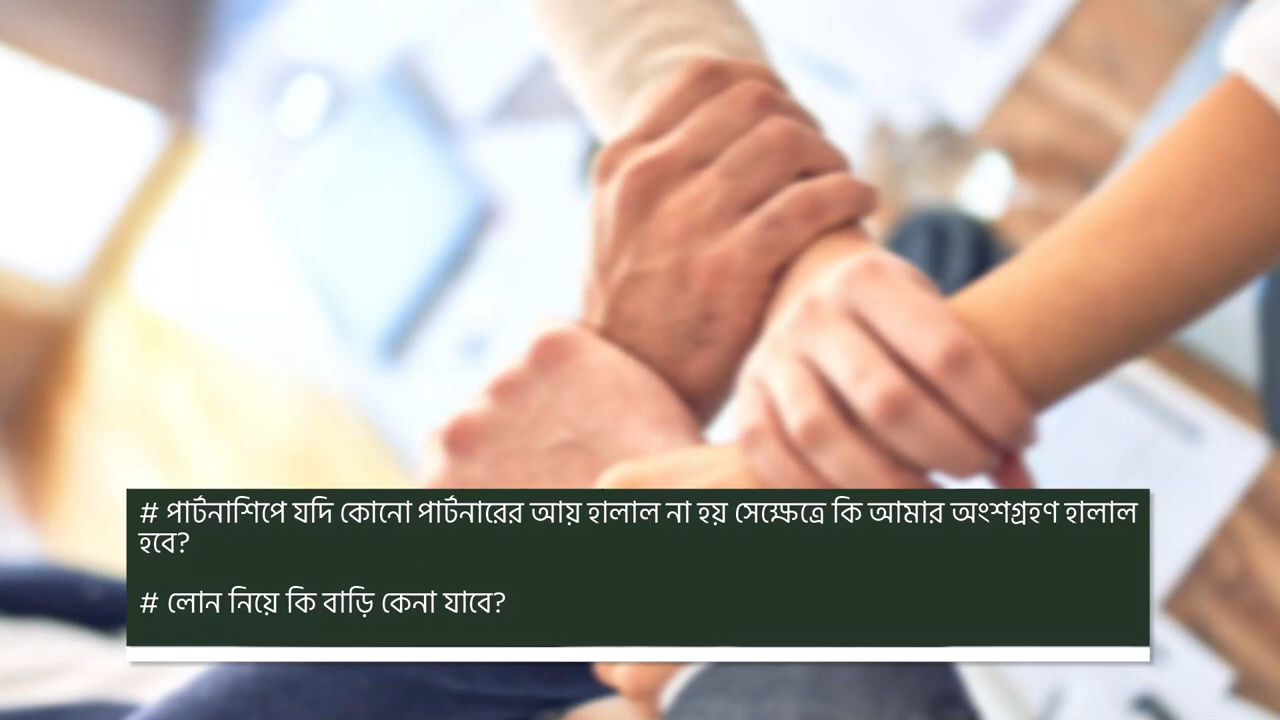 # পার্টনাশিপে যদি কোনো পার্টনারের আয় হালাল না হয় সেক্ষেত্রে কি আমার অংশগ্রহণ হালাল
হবে?
# লোন নিয়ে কি বাড়ি কেনা যাবে?